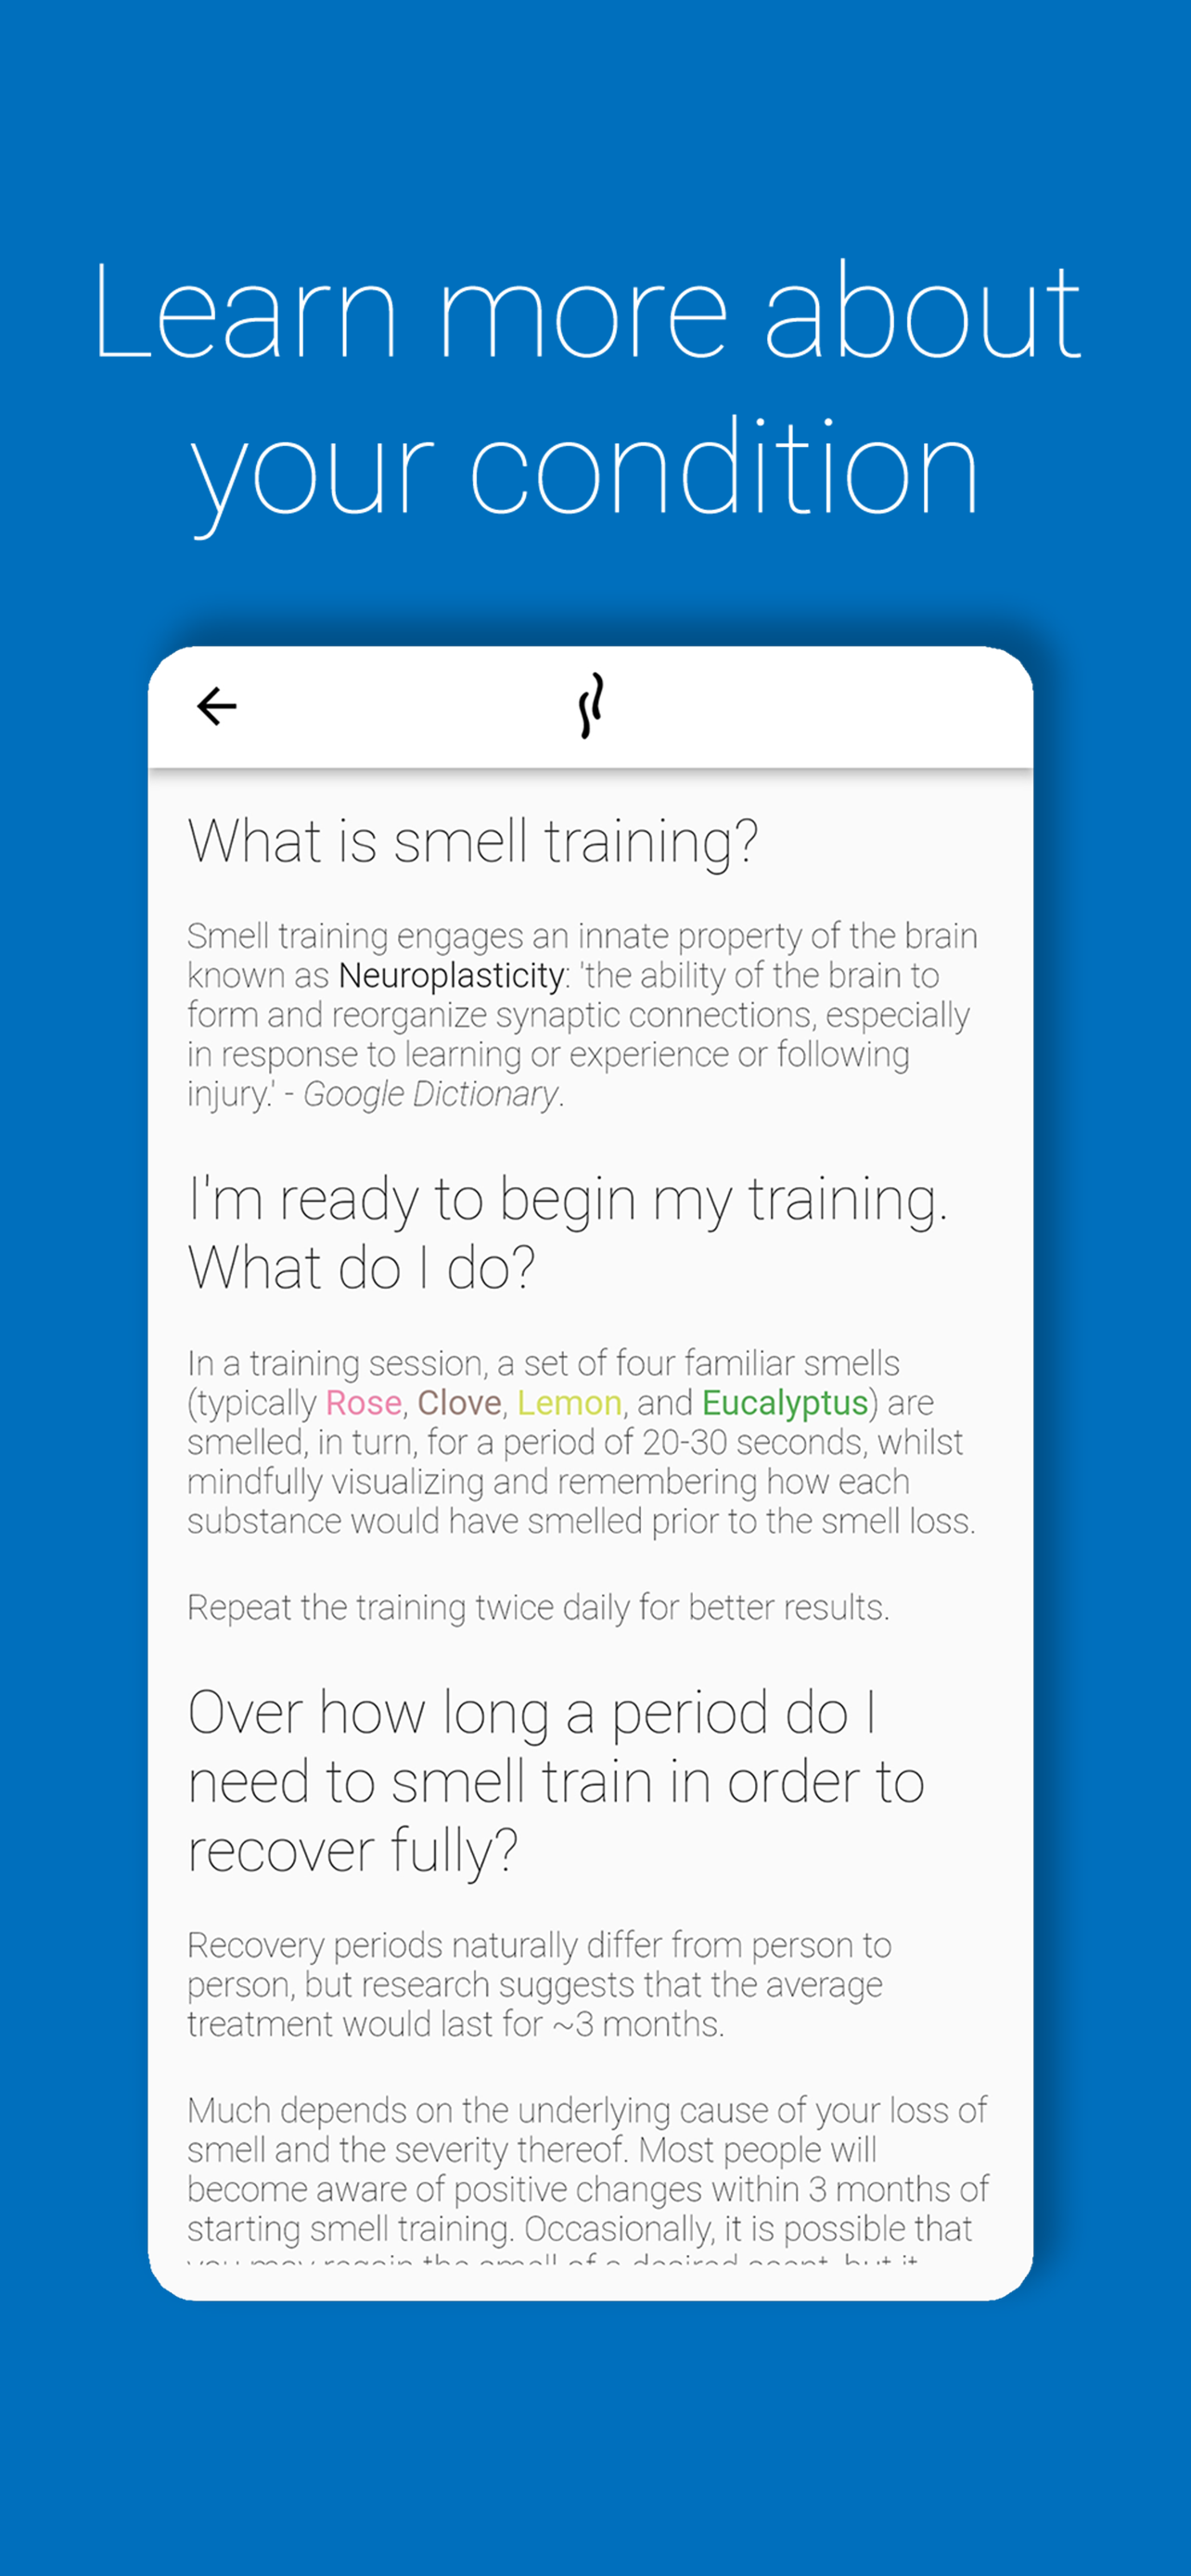 Learn more about
your condition
What is smell training?
Smell training engages an innate property of the brain
known as Neuroplasticity: 'the ability of the brain to
form and reorganize synaptic connections, especially
in response to learning or experience or following
injury.' - Google Dictionary.
I'm ready to begin my training.
What do I do?
In a training session, a set of four familiar smells
(typically Rose, Clove, Lemon, and Eucalyptus) are
smelled, in turn, for a period of 20-30 seconds, whilst
mindfully visualizing and remembering how each
substance would have smelled prior to the smell loss.
Repeat the training twice daily for better results.
Over how long a period do I
need to smell train in order to
recover fully?
Recovery periods naturally differ from person to
person, but research suggests that the average
treatment would last for ~3 months.
Much depends on the underlying cause of your loss of
smell and the severity thereof. Most people will
become aware of positive changes within 3 months of
starting smell training. Occasionally, it is possible that